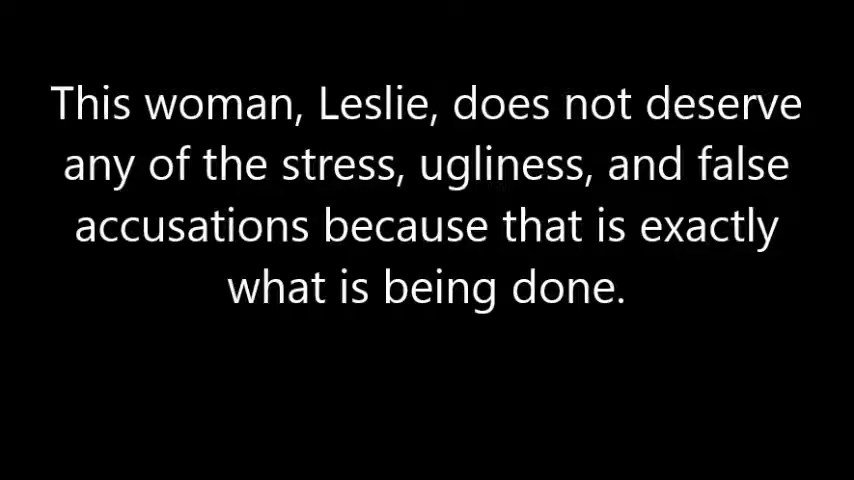 This woman, Leslie, does not deserve
any of the stress, ugliness, and false
accusations because that is exactly
what is being done.